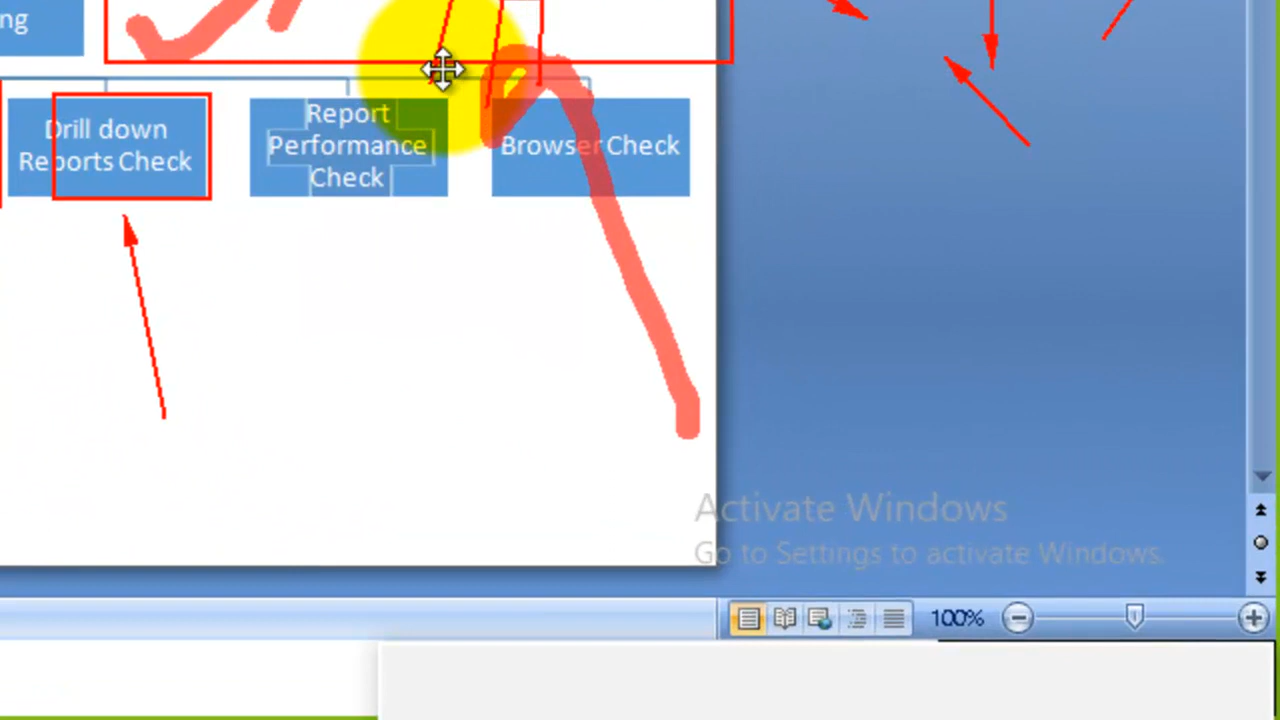 ng
Drill down
Reports Check
Report
Performance
Check
Browser Check
Activate Windows
Go to Settings to activate Windows.
100%